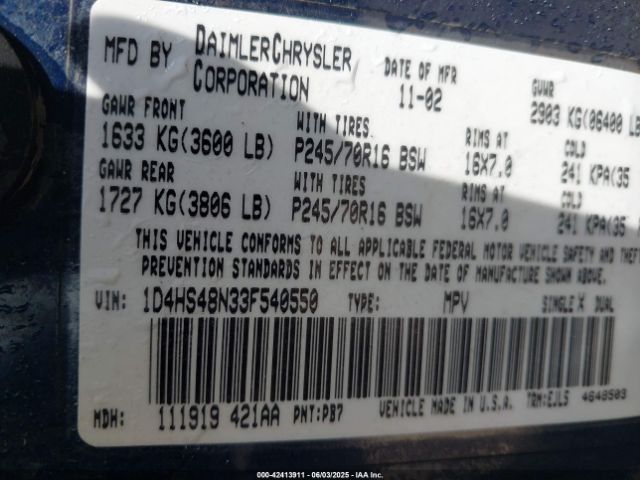 MFD BY DAIMLERCHRYSLER CORPORATION DATE OF MFR 11-02 GVWR 2903 KG(06400 LB
GAWR FRONT WITH TIRES RIMS AT COLD
1633 KG(3600 LB) P245/70R16 BSW 16X7.0 241 KPA(35
GAWR REAR WITH TIRES RIMS AT COLD
1727 KG(3806 LB) P245/70R16 BSW 16X7.0 241 KPA(35
THIS VEHICLE CONFORMS TO ALL APPLICABLE FEDERAL MOTOR VEHICLE SAFETY AND THEFT
PREVENTION STANDARDS IN EFFECT ON THE DATE OF MANUFACTURE SHOWN ABOVE.
VIN: 1D4HS48N33F540550 TYPE: MPV SINGLE X DUAL
MDH: 111919 421AA PNT:PB7 VEHICLE MADE IN U.S.A. TRM:EJL5 4648503
000-42413911 - 06/03/2025 - IAAI